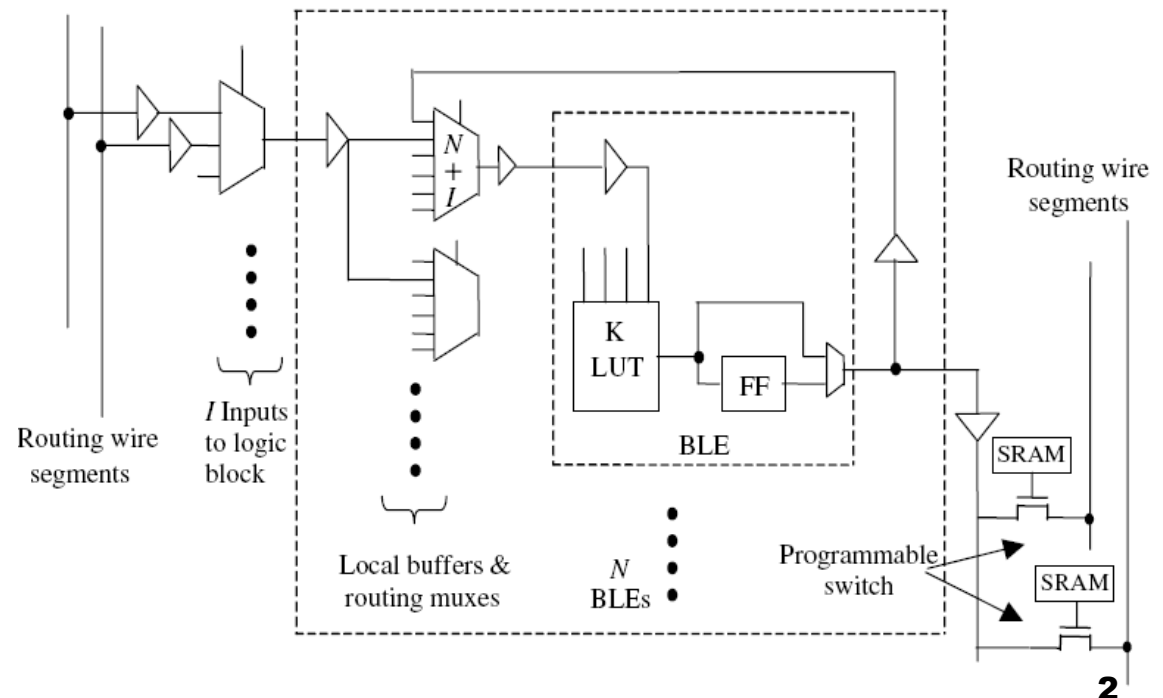 N
+
I
Routing wire
segments
K
LUT
FF
BLE
I Inputs
to logic
block
Routing wire
segments
SRAM
Local buffers &
routing muxes
N
BLEs
Programmable
switch
SRAM
2